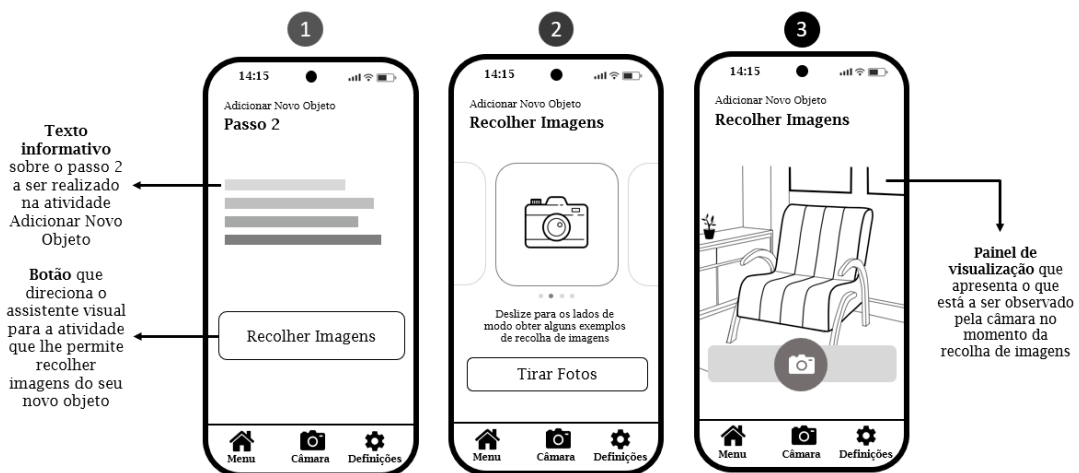 1
2
3
Texto
informativo
sobre o passo 2
a ser realizado
na atividade
Adicionar Novo
Objeto
Botão que
direciona o
assistente visual
para a atividade
que lhe permite
recolher
imagens do seu
novo objeto
14:15
Adicionar Novo Objeto
Passo 2
Recolher Imagens
Menu
Câmara
Definições
14:15
Adicionar Novo Objeto
Recolher Imagens
Deslize para os lados de
modo obter alguns exemplos
de recolha de imagens
Tirar Fotos
Menu
Câmara
Definições
14:15
Adicionar Novo Objeto
Recolher Imagens
Menu
Câmara
Definições
Painel de
visualização que
apresenta o que
está a ser observado
pela câmara no
momento da
recolha de imagens